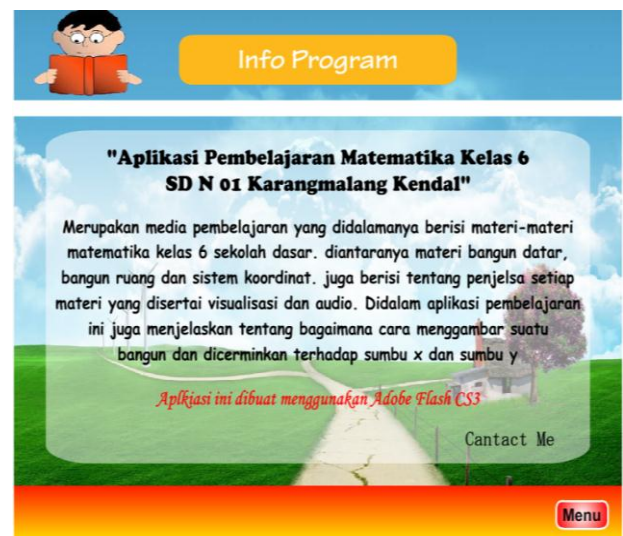 Info Program
"Aplikasi Pembelajaran Matematika Kelas 6
SD N 01 Karangmalang Kendal"
Merupakan media pembelajaran yang didalamanya berisi materi-materi
matematika kelas 6 sekolah dasar. diantaranya materi bangun datar,
bangun ruang dan sistem koordinat. juga berisi tentang penjelsa setiap
materi yang disertai visualisasi dan audio. Didalam aplikasi pembelajaran
ini juga menjelaskan tentang bagaimana cara menggambar suatu
bangun dan dicerminkan terhadap sumbu x dan sumbu y
Aplkiasi ini dibuat menggunakan Adobe Flash CS3
Cantact Me
Menu